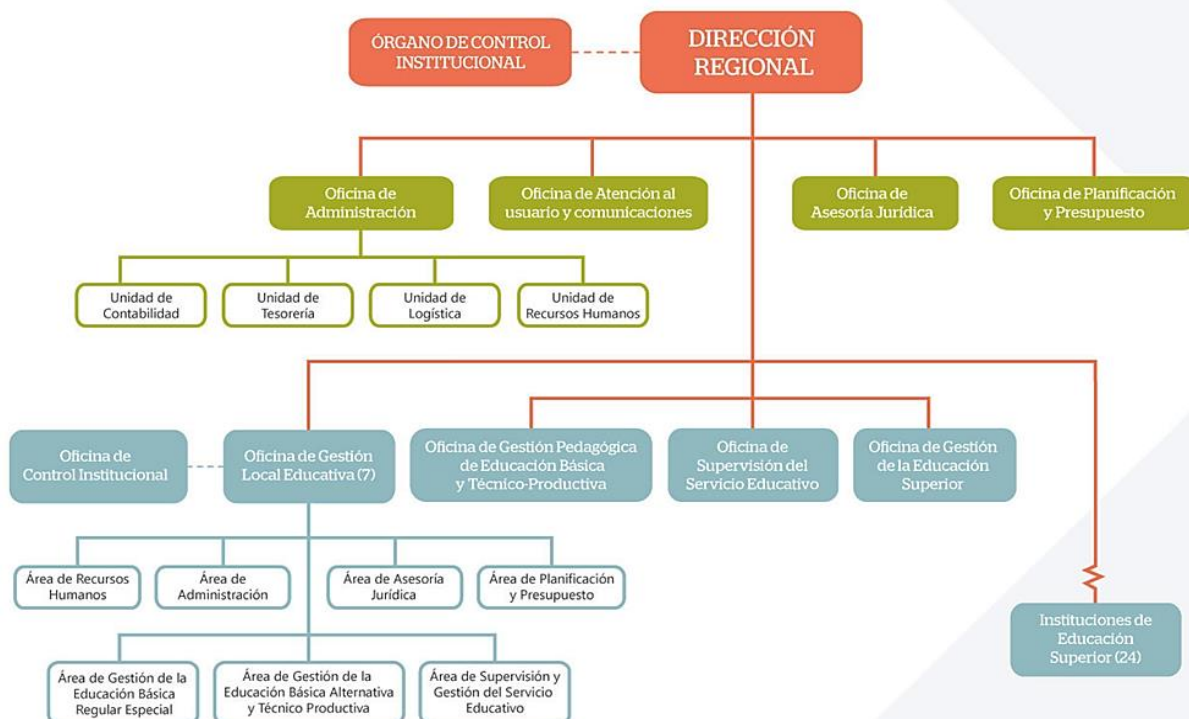 ÓRGANO DE CONTROL
INSTITUCIONAL
DIRECCIÓN
REGIONAL
Oficina de
Administración
Oficina de Atención al
usuario y comunicaciones
Oficina de
Asesoría Jurídica
Oficina de Planificación
y Presupuesto
Unidad de
Contabilidad
Unidad de
Tesorería
Unidad de
Logística
Unidad de
Recursos Humanos
Oficina de
Control Institucional
Oficina de Gestión
Local Educativa (7)
Oficina de Gestión Pedagógica
de Educación Básica
y Técnico-Productiva
Oficina de
Supervisión del
Servicio Educativo
Oficina de Gestión
de la Educación
Superior
Área de Recursos
Humanos
Área de
Administración
Área de Asesoría
Jurídica
Área de Planificación
y Presupuesto
Instituciones de
Educación
Superior (24)
Área de Gestión de la
Educación Básica
Regular Especial
Área de Gestión de la
Educación Básica Alternativa
y Técnico Productiva
Área de Supervisión y
Gestión del Servicio
Educativo